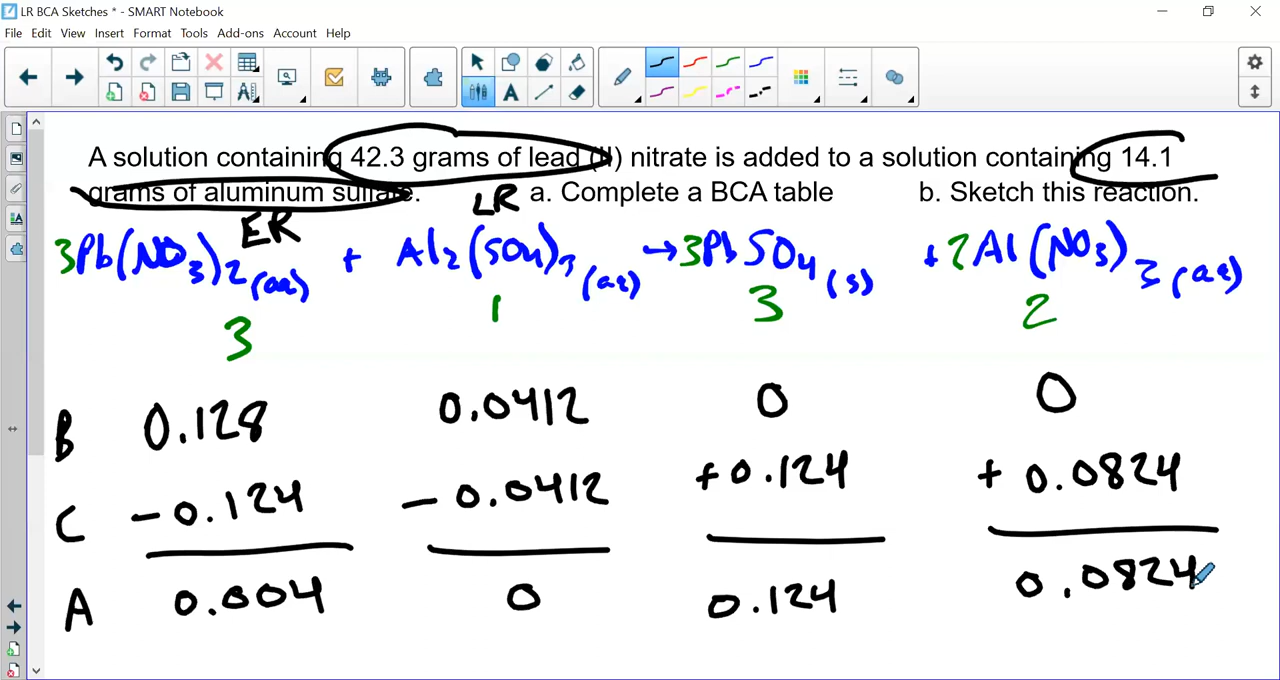 LR BCA Sketches * - SMART Notebook
File Edit View Insert Format Tools Add-ons Account Help
A solution containing 42.3 grams of lead (II) nitrate is added to a solution containing 14.1
grams of aluminum sulfate. a. Complete a BCA table b. Sketch this reaction.
ER LR
3Pb(NO3)2(aq) + Al2(SO4)3(aq) → 3PbSO4(s) + 2Al(NO3)3(aq)
3 1 3 2
B 0.128 0.0412 0 0
C - 0.124 - 0.0412 + 0.124 + 0.0824
A 0.004 0 0.124 0.0824